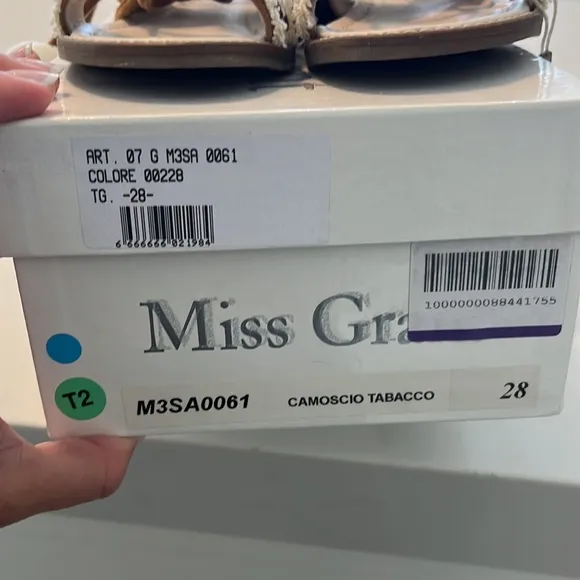 ART. 07 G M3SA 0061
COLORE 00228
TG. -28-
6 666666 021984
1000000088441755
Miss Gra
T2
M3SA0061 CAMOSCIO TABACCO 28